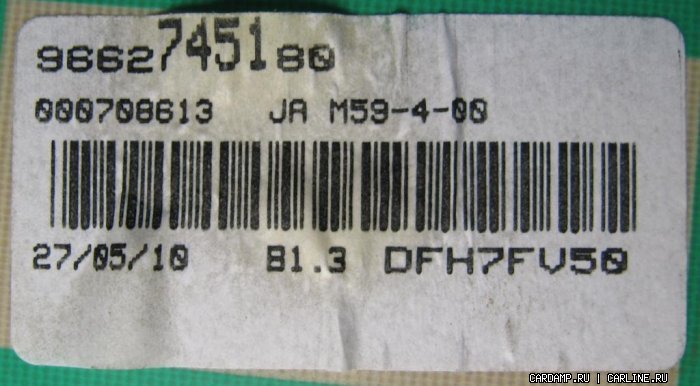 9662745180
000708613 JA M59-4-00
27/05/10 B1.3 DFH7FV50
CARDAMP.RU | CARLINE.RU